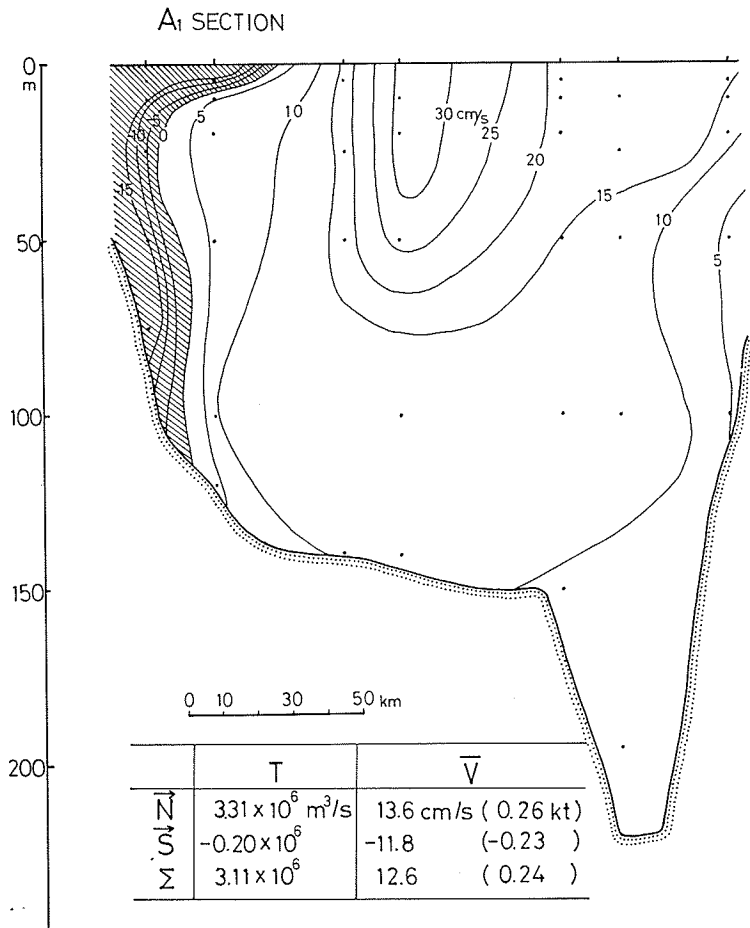 A₁ SECTION
0
m
50
100
150
200
-15
-10
-5
0
5
10
30 cm/s
25
20
15
10
5
0 10 30 50 km
T V̅
N⃗ 3.31 × 10⁶ m³/s 13.6 cm/s ( 0.26 kt)
S⃗ -0.20 × 10⁶ -11.8 (-0.23 )
Σ 3.11 × 10⁶ 12.6 ( 0.24 )